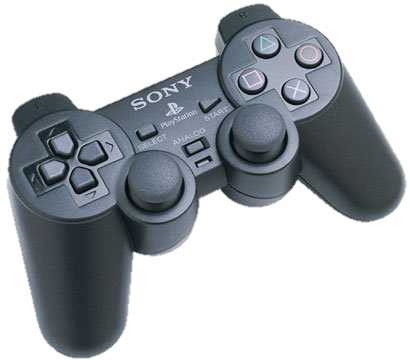 SONY
PlayStation
SELECT
START
ANALOG